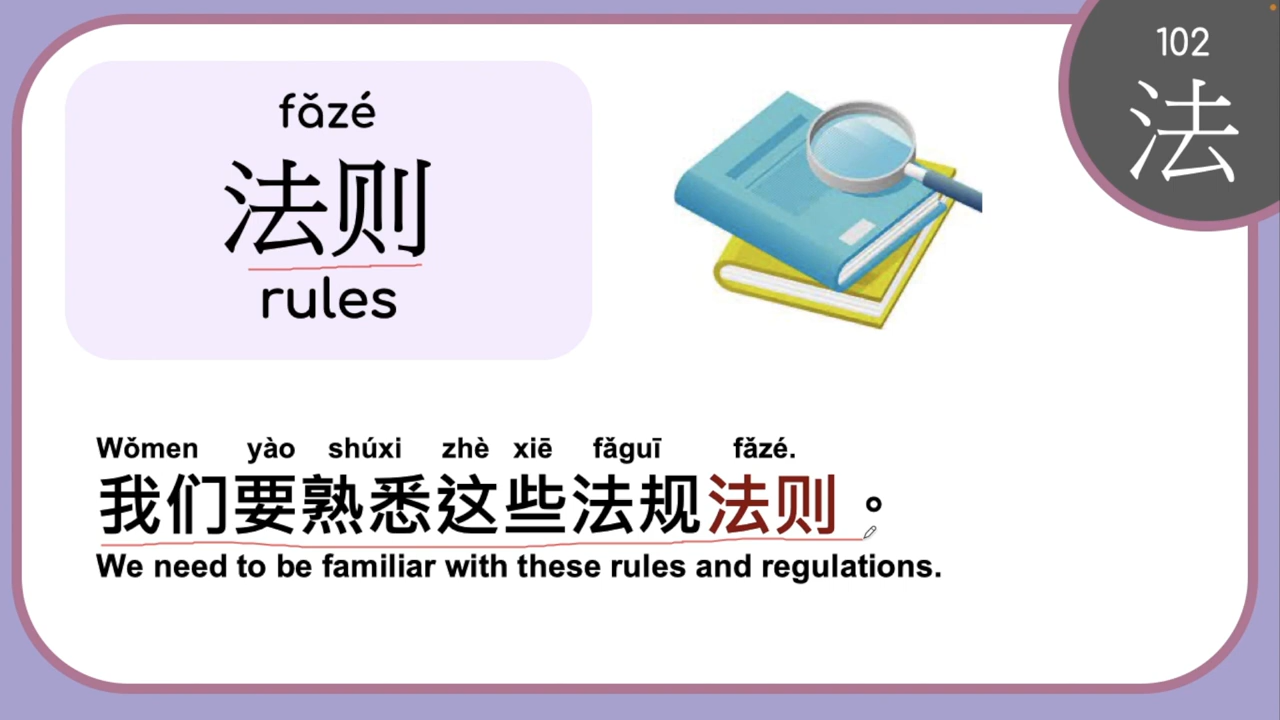 102
法
fǎzé
法则
rules
Wǒmen yào shúxi zhè xiē fǎguī fǎzé.
我们要熟悉这些法规法则。
We need to be familiar with these rules and regulations.